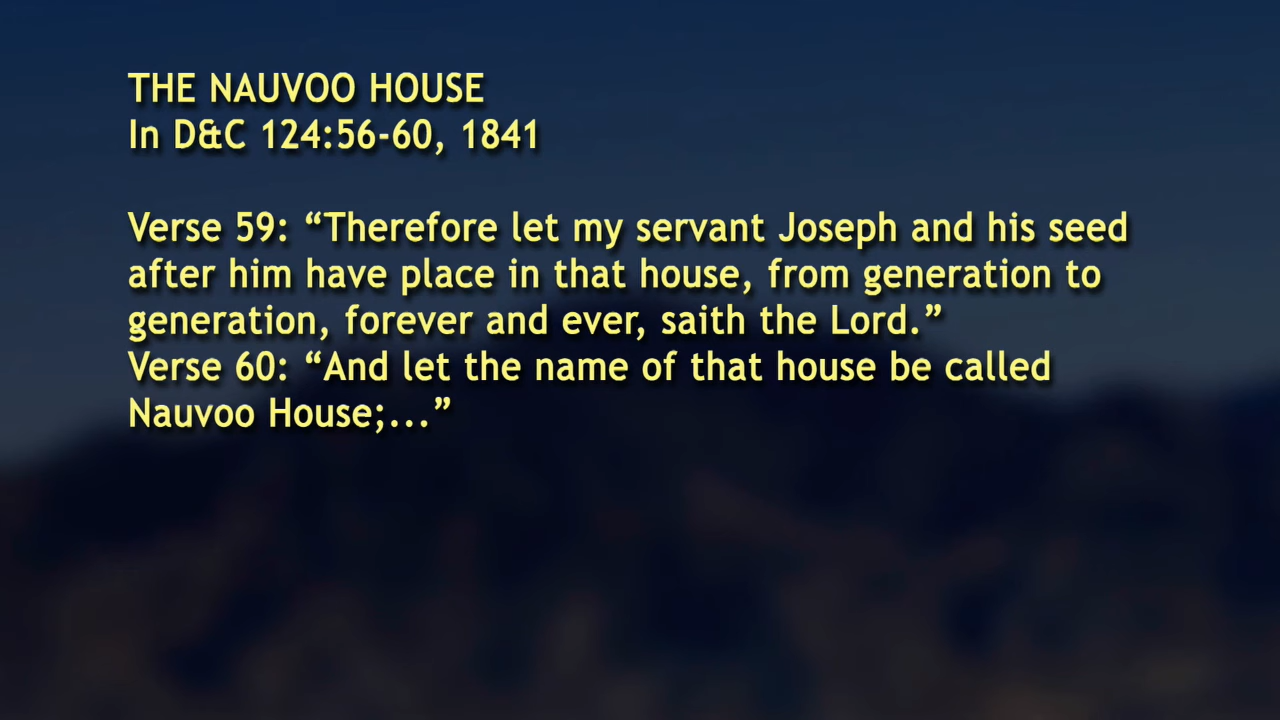 THE NAUVOO HOUSE
In D&C 124:56-60, 1841
Verse 59: “Therefore let my servant Joseph and his seed
after him have place in that house, from generation to
generation, forever and ever, saith the Lord.”
Verse 60: “And let the name of that house be called
Nauvoo House;...”